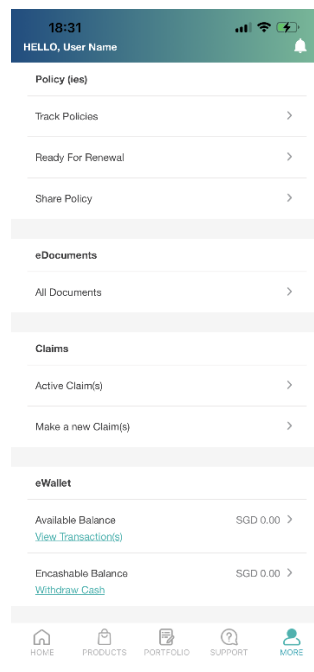 18:31
HELLO, User Name
Policy (ies)
Track Policies
Ready For Renewal
Share Policy
eDocuments
All Documents
Claims
Active Claim(s)
Make a new Claim(s)
eWallet
Available Balance SGD 0.00
View Transaction(s)
Encashable Balance SGD 0.00
Withdraw Cash
HOME PRODUCTS PORTFOLIO SUPPORT MORE